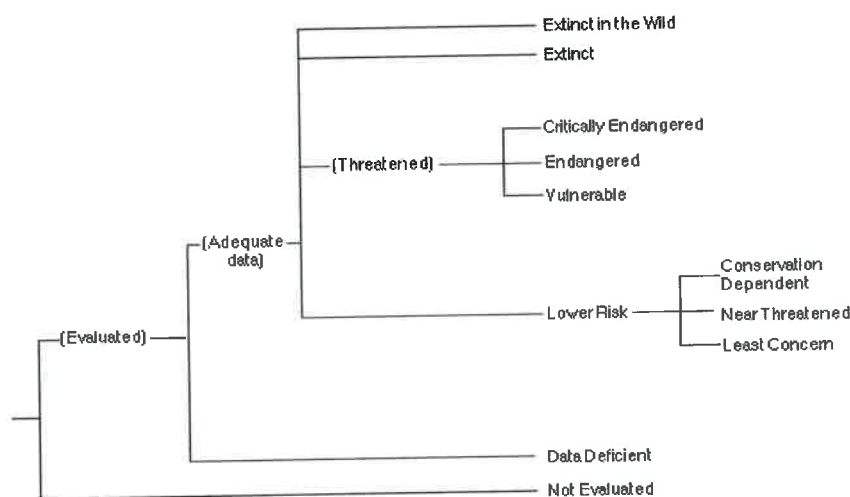 Extinct in the Wild
Extinct
Critically Endangered
(Threatened)
Endangered
Vulnerable
(Adequate
data)
Conservation
Dependent
Lower Risk
Near Threatened
Least Concern
(Evaluated)
Data Deficient
Not Evaluated